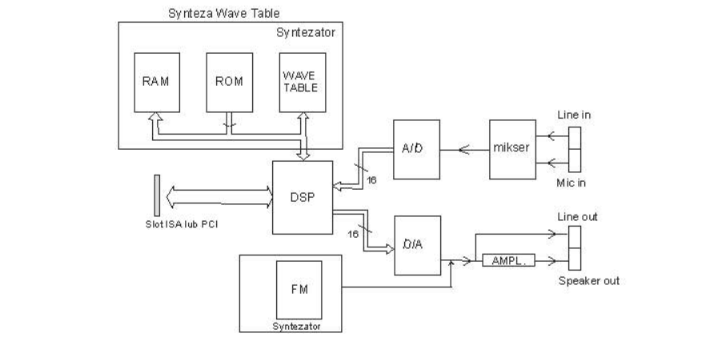 Synteza Wave Table
Syntezator
RAM
ROM
WAVE
TABLE
Line in
A/D
mikser
16
Mic in
DSP
Slot ISA lub PCI
16
D/A
Line out
AMPL.
Speaker out
FM
Syntezator